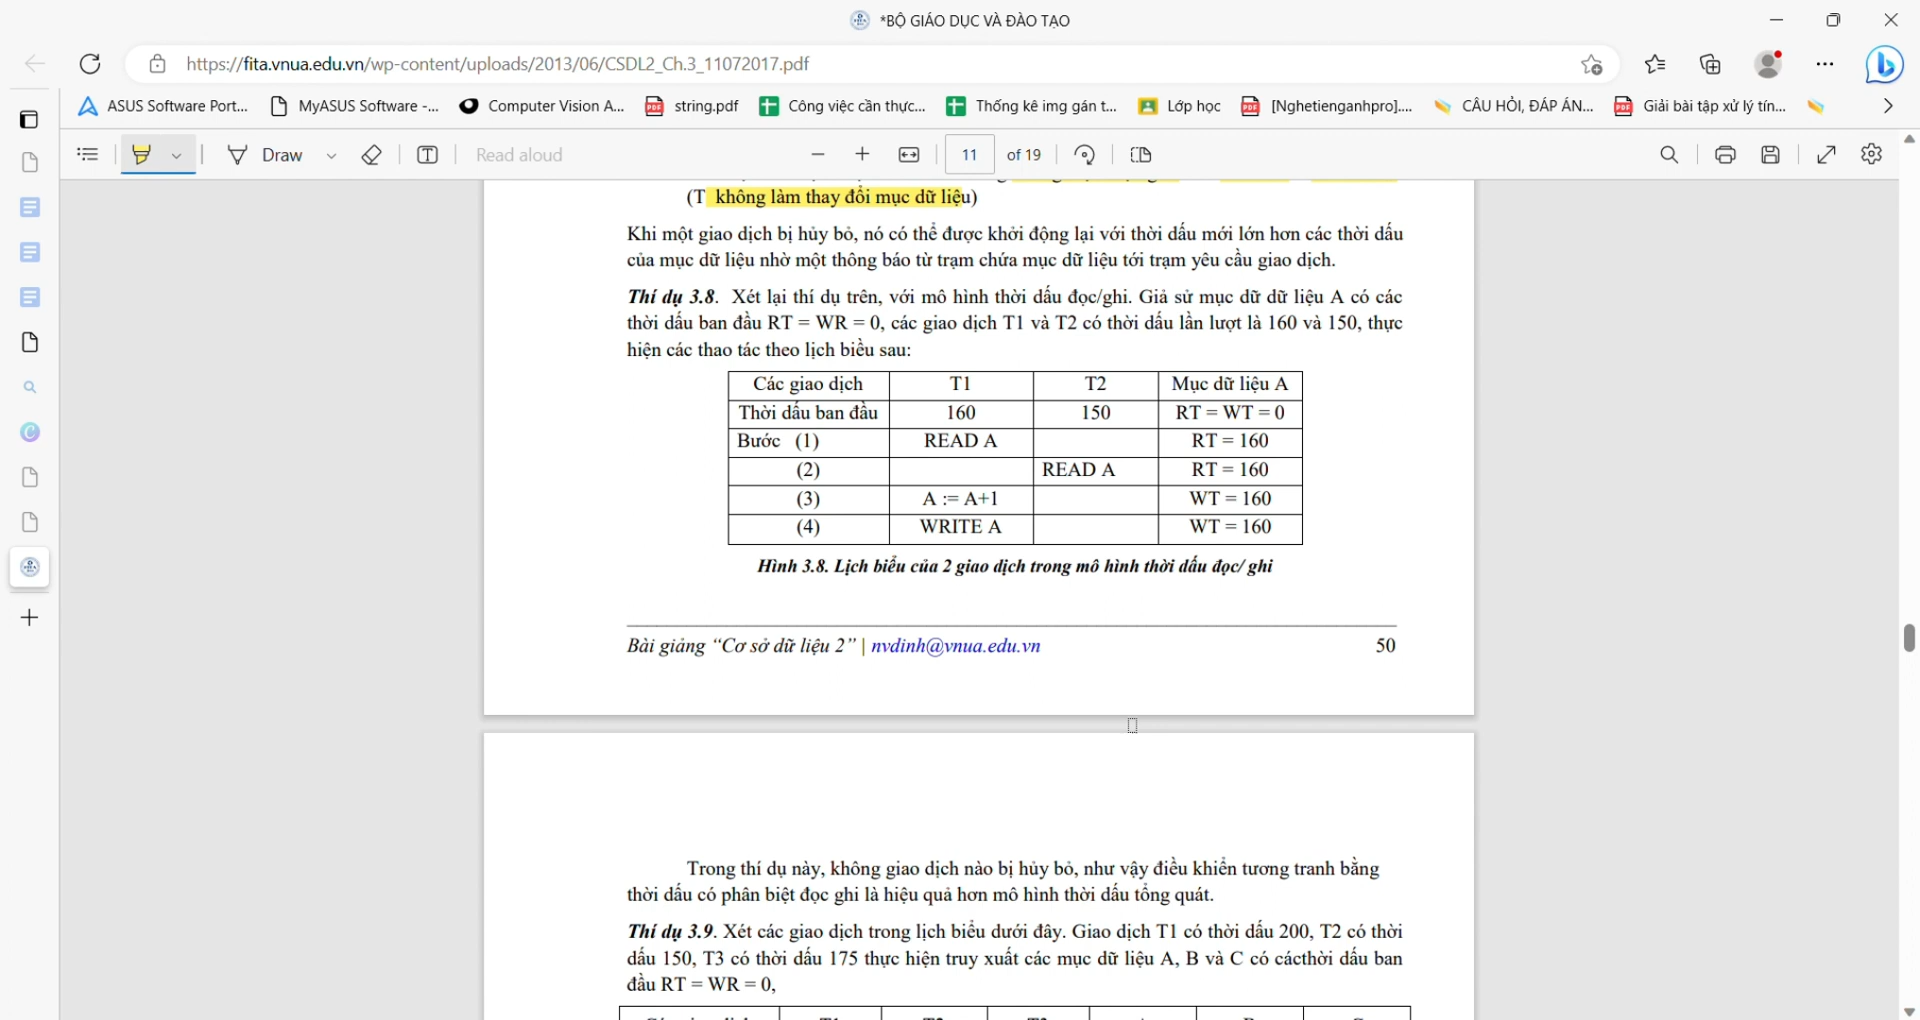 *BỘ GIÁO DỤC VÀ ĐÀO TẠO
https://fita.vnua.edu.vn/wp-content/uploads/2013/06/CSDL2_Ch.3_11072017.pdf
ASUS Software Port... MyASUS Software -... Computer Vision A... string.pdf Công việc cần thực... Thống kê img gán t... Lớp học [Nghetienganhpro].... CÂU HỎI, ĐÁP ÁN... Giải bài tập xử lý tín...
Draw Read aloud 11 of 19
(T không làm thay đổi mục dữ liệu)
Khi một giao dịch bị hủy bỏ, nó có thể được khởi động lại với thời dấu mới lớn hơn các thời dấu
của mục dữ liệu nhờ một thông báo từ trạm chứa mục dữ liệu tới trạm yêu cầu giao dịch.
Thí dụ 3.8. Xét lại thí dụ trên, với mô hình thời dấu đọc/ghi. Giả sử mục dữ dữ liệu A có các
thời dấu ban đầu RT = WR = 0, các giao dịch T1 và T2 có thời dấu lần lượt là 160 và 150, thực
hiện các thao tác theo lịch biểu sau:
Các giao dịch T1 T2 Mục dữ liệu A
Thời dấu ban đầu 160 150 RT = WT = 0
Bước (1) READ A RT = 160
(2) READ A RT = 160
(3) A := A+1 WT = 160
(4) WRITE A WT = 160
Hình 3.8. Lịch biểu của 2 giao dịch trong mô hình thời dấu đọc/ ghi
Bài giảng “Cơ sở dữ liệu 2” | nvdinh@vnua.edu.vn 50
Trong thí dụ này, không giao dịch nào bị hủy bỏ, như vậy điều khiển tương tranh bằng
thời dấu có phân biệt đọc ghi là hiệu quả hơn mô hình thời dấu tổng quát.
Thí dụ 3.9. Xét các giao dịch trong lịch biểu dưới đây. Giao dịch T1 có thời dấu 200, T2 có thời
dấu 150, T3 có thời dấu 175 thực hiện truy xuất các mục dữ liệu A, B và C có cácthời dấu ban
đầu RT = WR = 0,